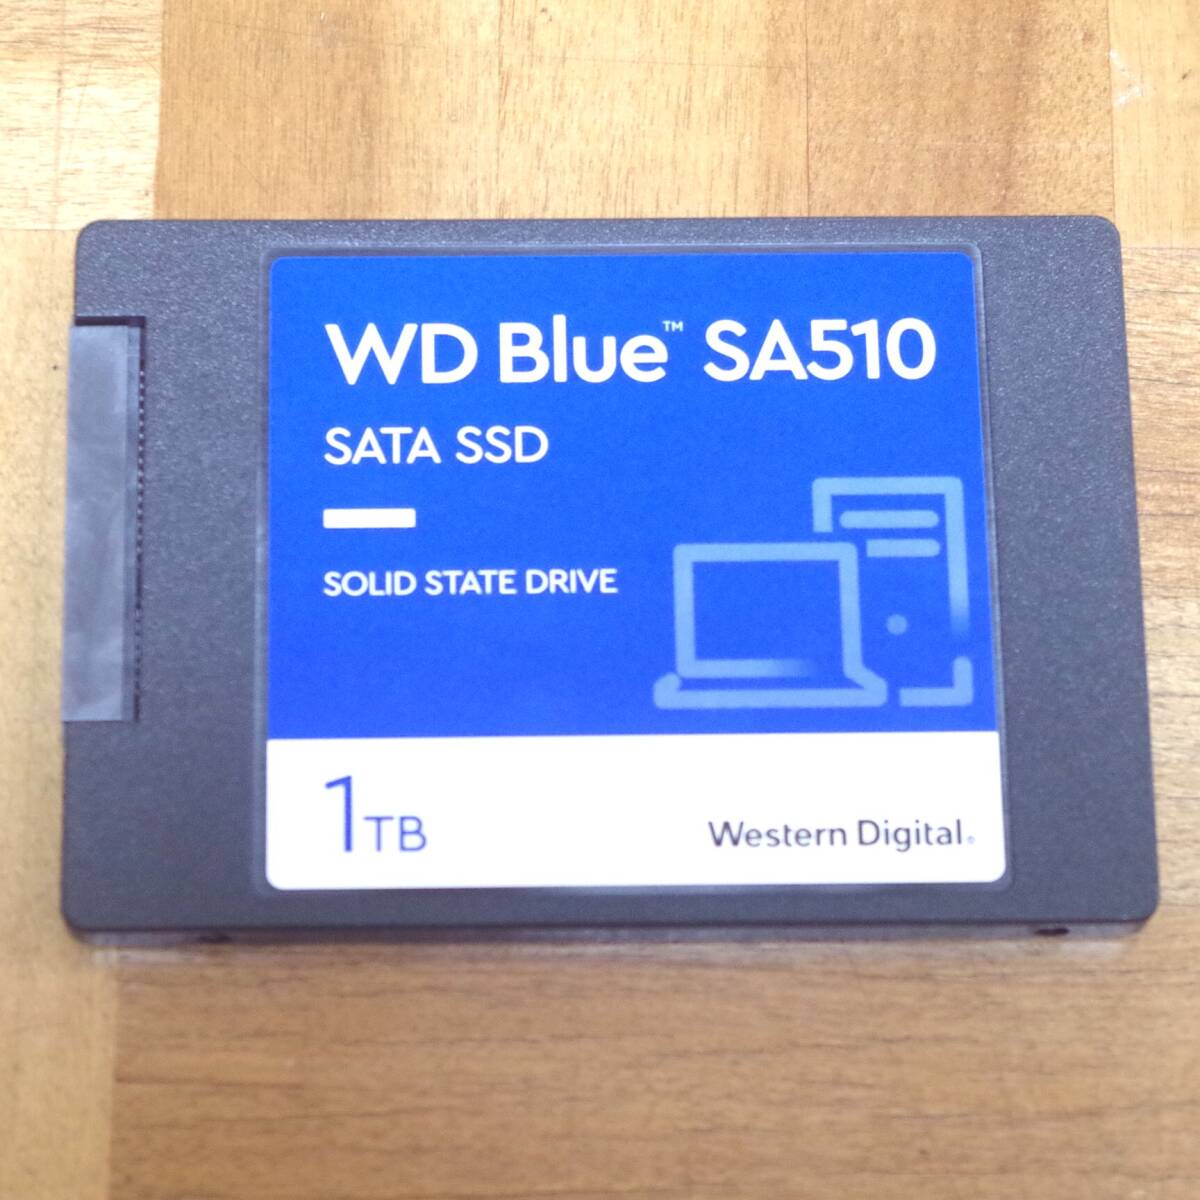 WD Blue™ SA510
SATA SSD
SOLID STATE DRIVE
1TB
Western Digital®